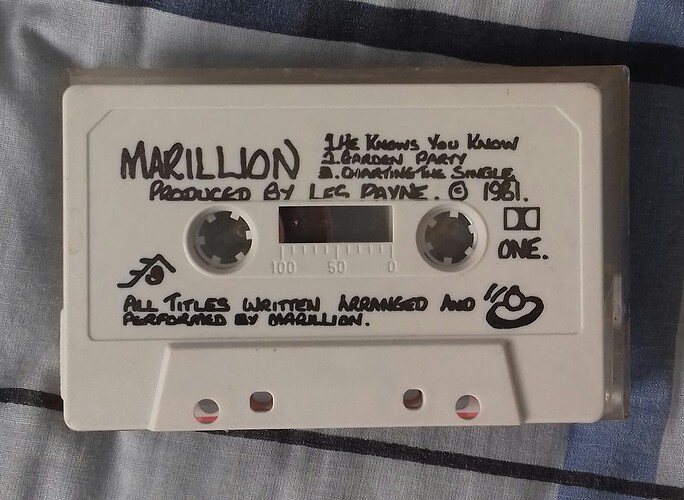 MARILLION
1. HE KNOWS YOU KNOW
2. GARDEN PARTY
3. CHARTING THE SINGLE
PRODUCED BY LES PAYNE. © 1981.
ONE.
100 50 0
ALL TITLES WRITTEN ARRANGED AND
PERFORMED BY MARILLION.